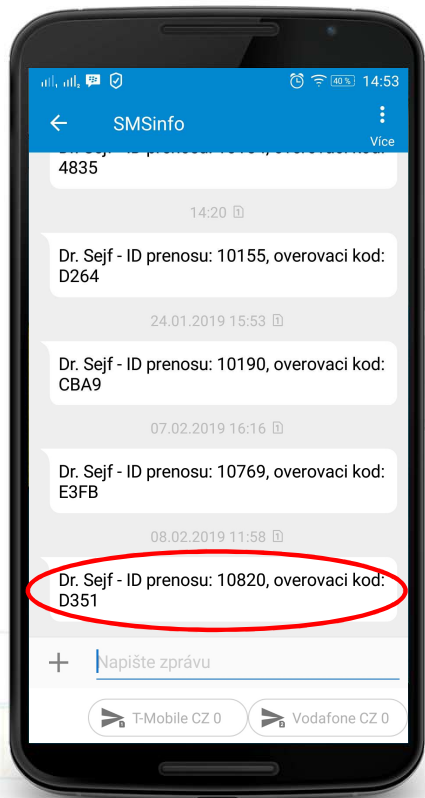 40% 14:53
SMSinfo
Více
4835
14:20
Dr. Sejf - ID prenosu: 10155, overovaci kod:
D264
24.01.2019 15:53
Dr. Sejf - ID prenosu: 10190, overovaci kod:
CBA9
07.02.2019 16:16
Dr. Sejf - ID prenosu: 10769, overovaci kod:
E3FB
08.02.2019 11:58
Dr. Sejf - ID prenosu: 10820, overovaci kod:
D351
Napište zprávu
T-Mobile CZ 0 Vodafone CZ 0